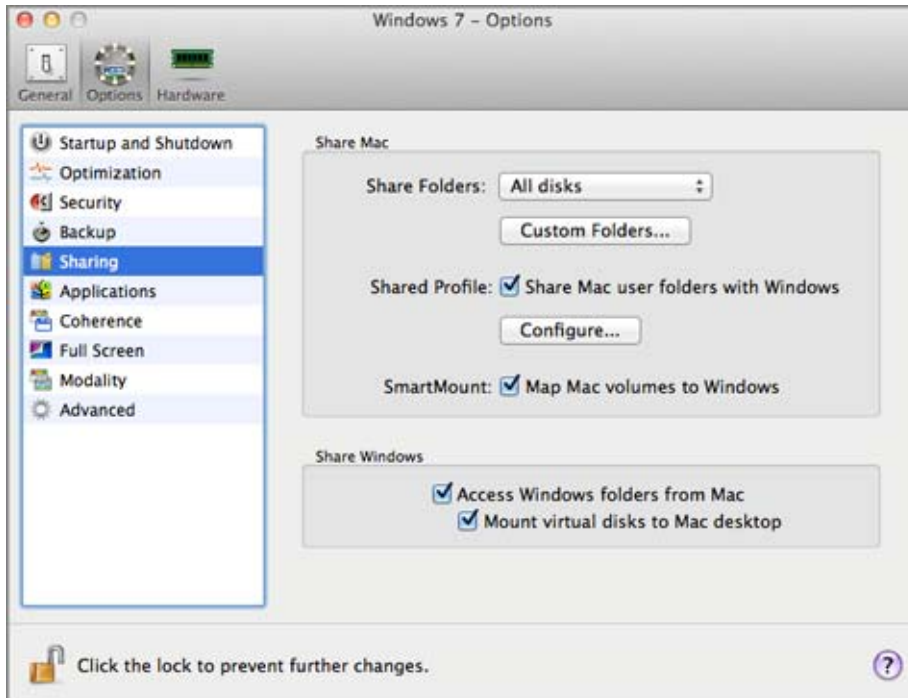 Windows 7 – Options
General Options Hardware
Startup and Shutdown
Optimization
Security
Backup
Sharing
Applications
Coherence
Full Screen
Modality
Advanced
Share Mac
Share Folders: All disks
Custom Folders...
Shared Profile: Share Mac user folders with Windows
Configure...
SmartMount: Map Mac volumes to Windows
Share Windows
Access Windows folders from Mac
Mount virtual disks to Mac desktop
Click the lock to prevent further changes.
?